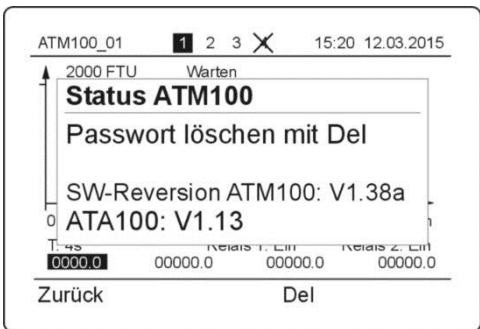 ATM100_01 1 2 3 4 15:20 12.03.2015
2000 FTU Warten
Status ATM100
Passwort löschen mit Del
SW-Reversion ATM100: V1.38a
ATA100: V1.13
0
T: 4s Relais 1: Ein Relais 2: Ein
0000.0 00000.0 00000.0 00000.0
Zurück Del